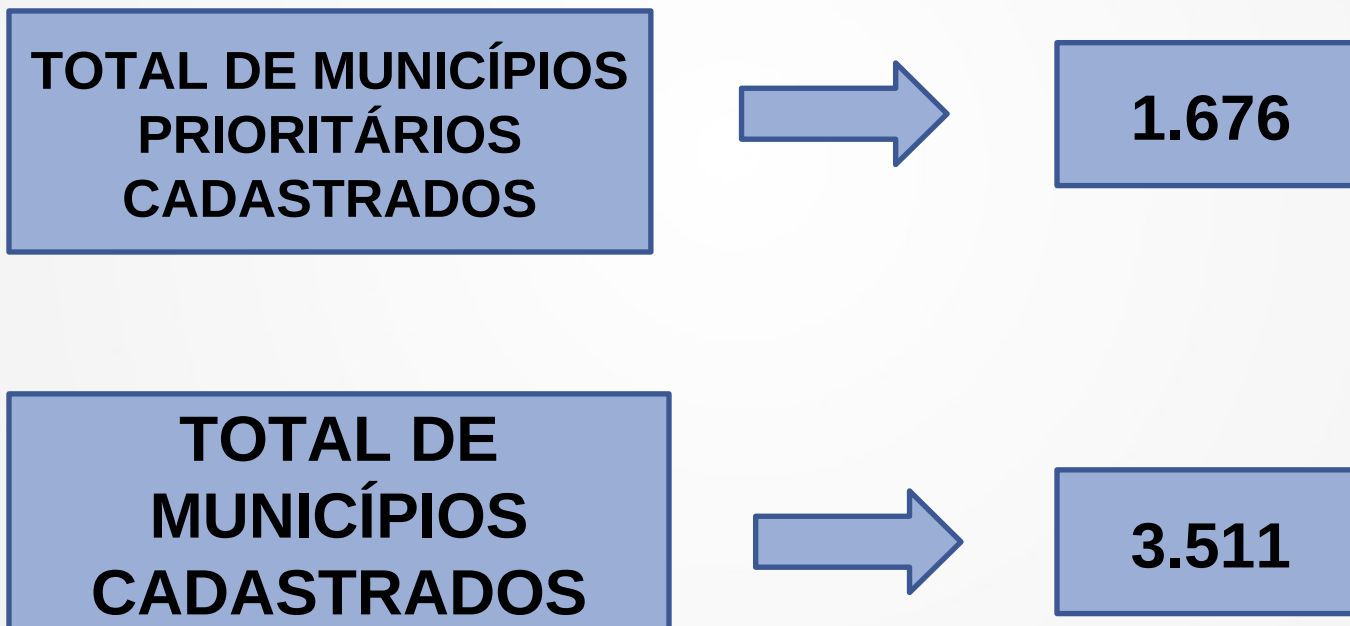 TOTAL DE MUNICÍPIOS
PRIORITÁRIOS
CADASTRADOS
1.676
TOTAL DE
MUNICÍPIOS
CADASTRADOS
3.511